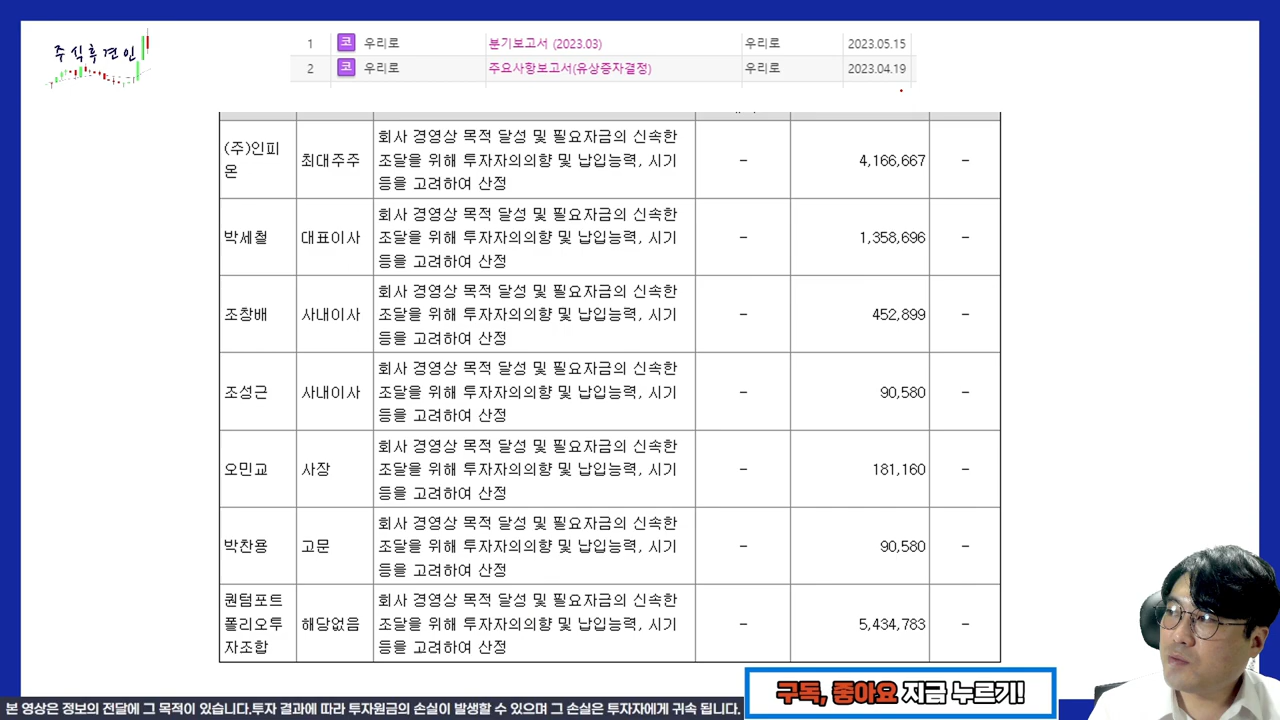 주식후견인
1 코 우리로 분기보고서 (2023.03) 우리로 2023.05.15
2 코 우리로 주요사항보고서(유상증자결정) 우리로 2023.04.19
(주)인피
온
최대주주
회사 경영상 목적 달성 및 필요자금의 신속한
조달을 위해 투자자의의향 및 납입능력, 시기
등을 고려하여 산정
-
4,166,667
-
박세철
대표이사
회사 경영상 목적 달성 및 필요자금의 신속한
조달을 위해 투자자의의향 및 납입능력, 시기
등을 고려하여 산정
-
1,358,696
-
조창배
사내이사
회사 경영상 목적 달성 및 필요자금의 신속한
조달을 위해 투자자의의향 및 납입능력, 시기
등을 고려하여 산정
-
452,899
-
조성근
사내이사
회사 경영상 목적 달성 및 필요자금의 신속한
조달을 위해 투자자의의향 및 납입능력, 시기
등을 고려하여 산정
-
90,580
-
오민교
사장
회사 경영상 목적 달성 및 필요자금의 신속한
조달을 위해 투자자의의향 및 납입능력, 시기
등을 고려하여 산정
-
181,160
-
박찬용
고문
회사 경영상 목적 달성 및 필요자금의 신속한
조달을 위해 투자자의의향 및 납입능력, 시기
등을 고려하여 산정
-
90,580
-
퀀텀포트
폴리오투
자조합
해당없음
회사 경영상 목적 달성 및 필요자금의 신속한
조달을 위해 투자자의의향 및 납입능력, 시기
등을 고려하여 산정
-
5,434,783
-
구독, 좋아요 지금 누르기!
본 영상은 정보의 전달에 그 목적이 있습니다.투자 결과에 따라 투자원금의 손실이 발생할 수 있으며 그 손실은 투자자에게 귀속 됩니다.